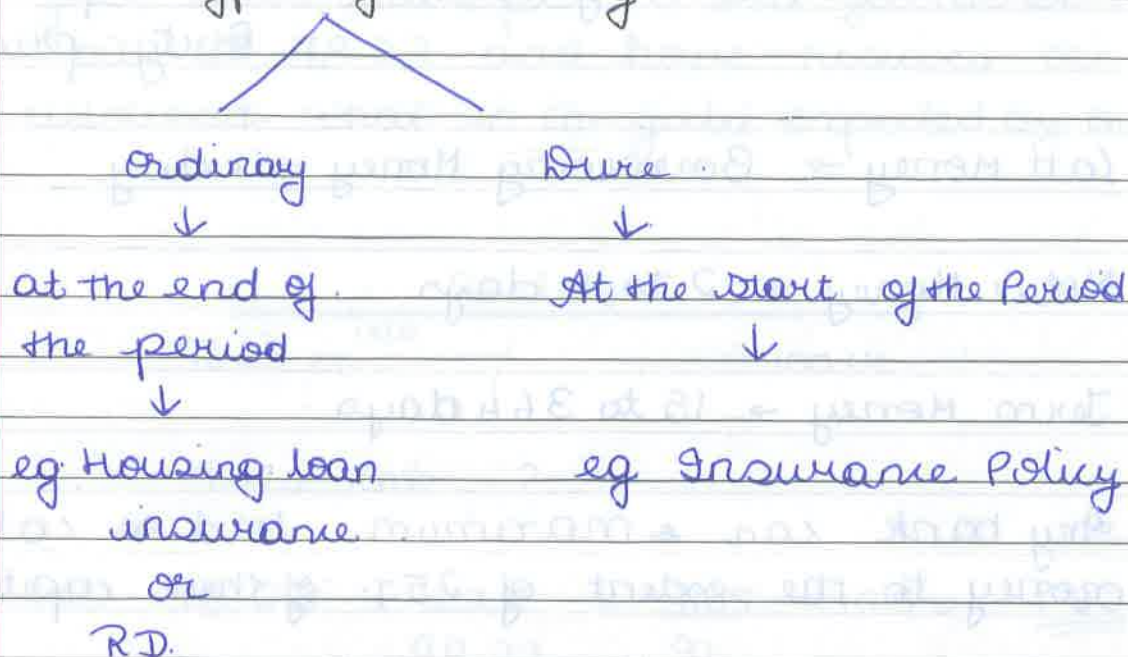 ordinary Dure.
↓ ↓
at the end of. At the start of the Period
the period ↓
↓
eg. Housing loan eg Insurance Policy
insurance
or
RD.